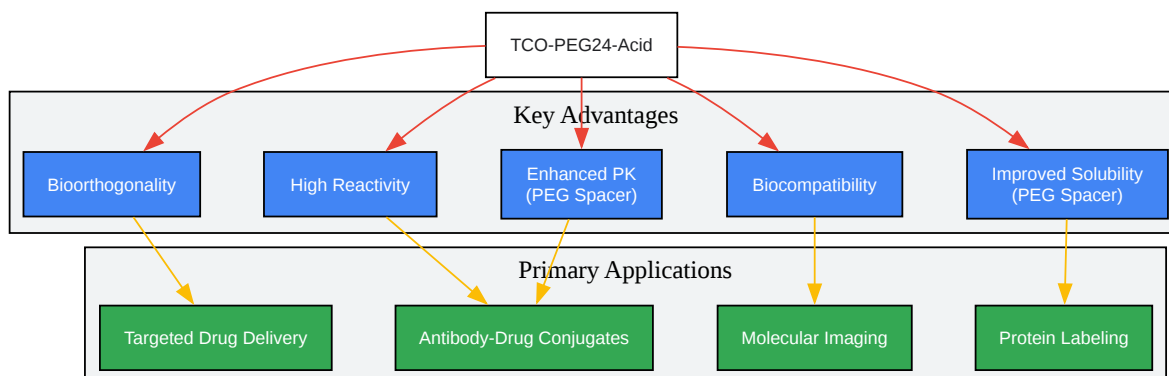 TCO-PEG24-Acid
Key Advantages
Bioorthogonality
High Reactivity
Enhanced PK
(PEG Spacer)
Biocompatibility
Improved Solubility
(PEG Spacer)
Primary Applications
Targeted Drug Delivery
Antibody-Drug Conjugates
Molecular Imaging
Protein Labeling